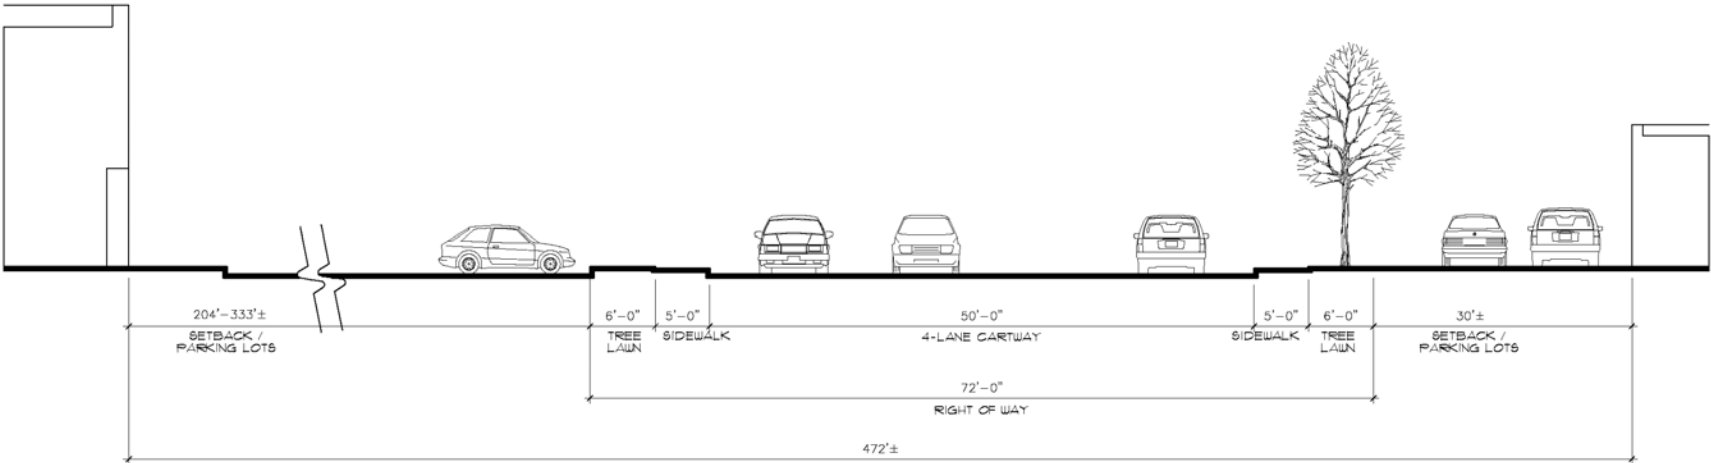 204'-333'±
SETBACK /
PARKING LOTS
6'-0"
TREE
LAWN
5'-0"
SIDEWALK
50'-0"
4-LANE CARTWAY
5'-0"
SIDEWALK
6'-0"
TREE
LAWN
30'±
SETBACK /
PARKING LOTS
72'-0"
RIGHT OF WAY
472'±